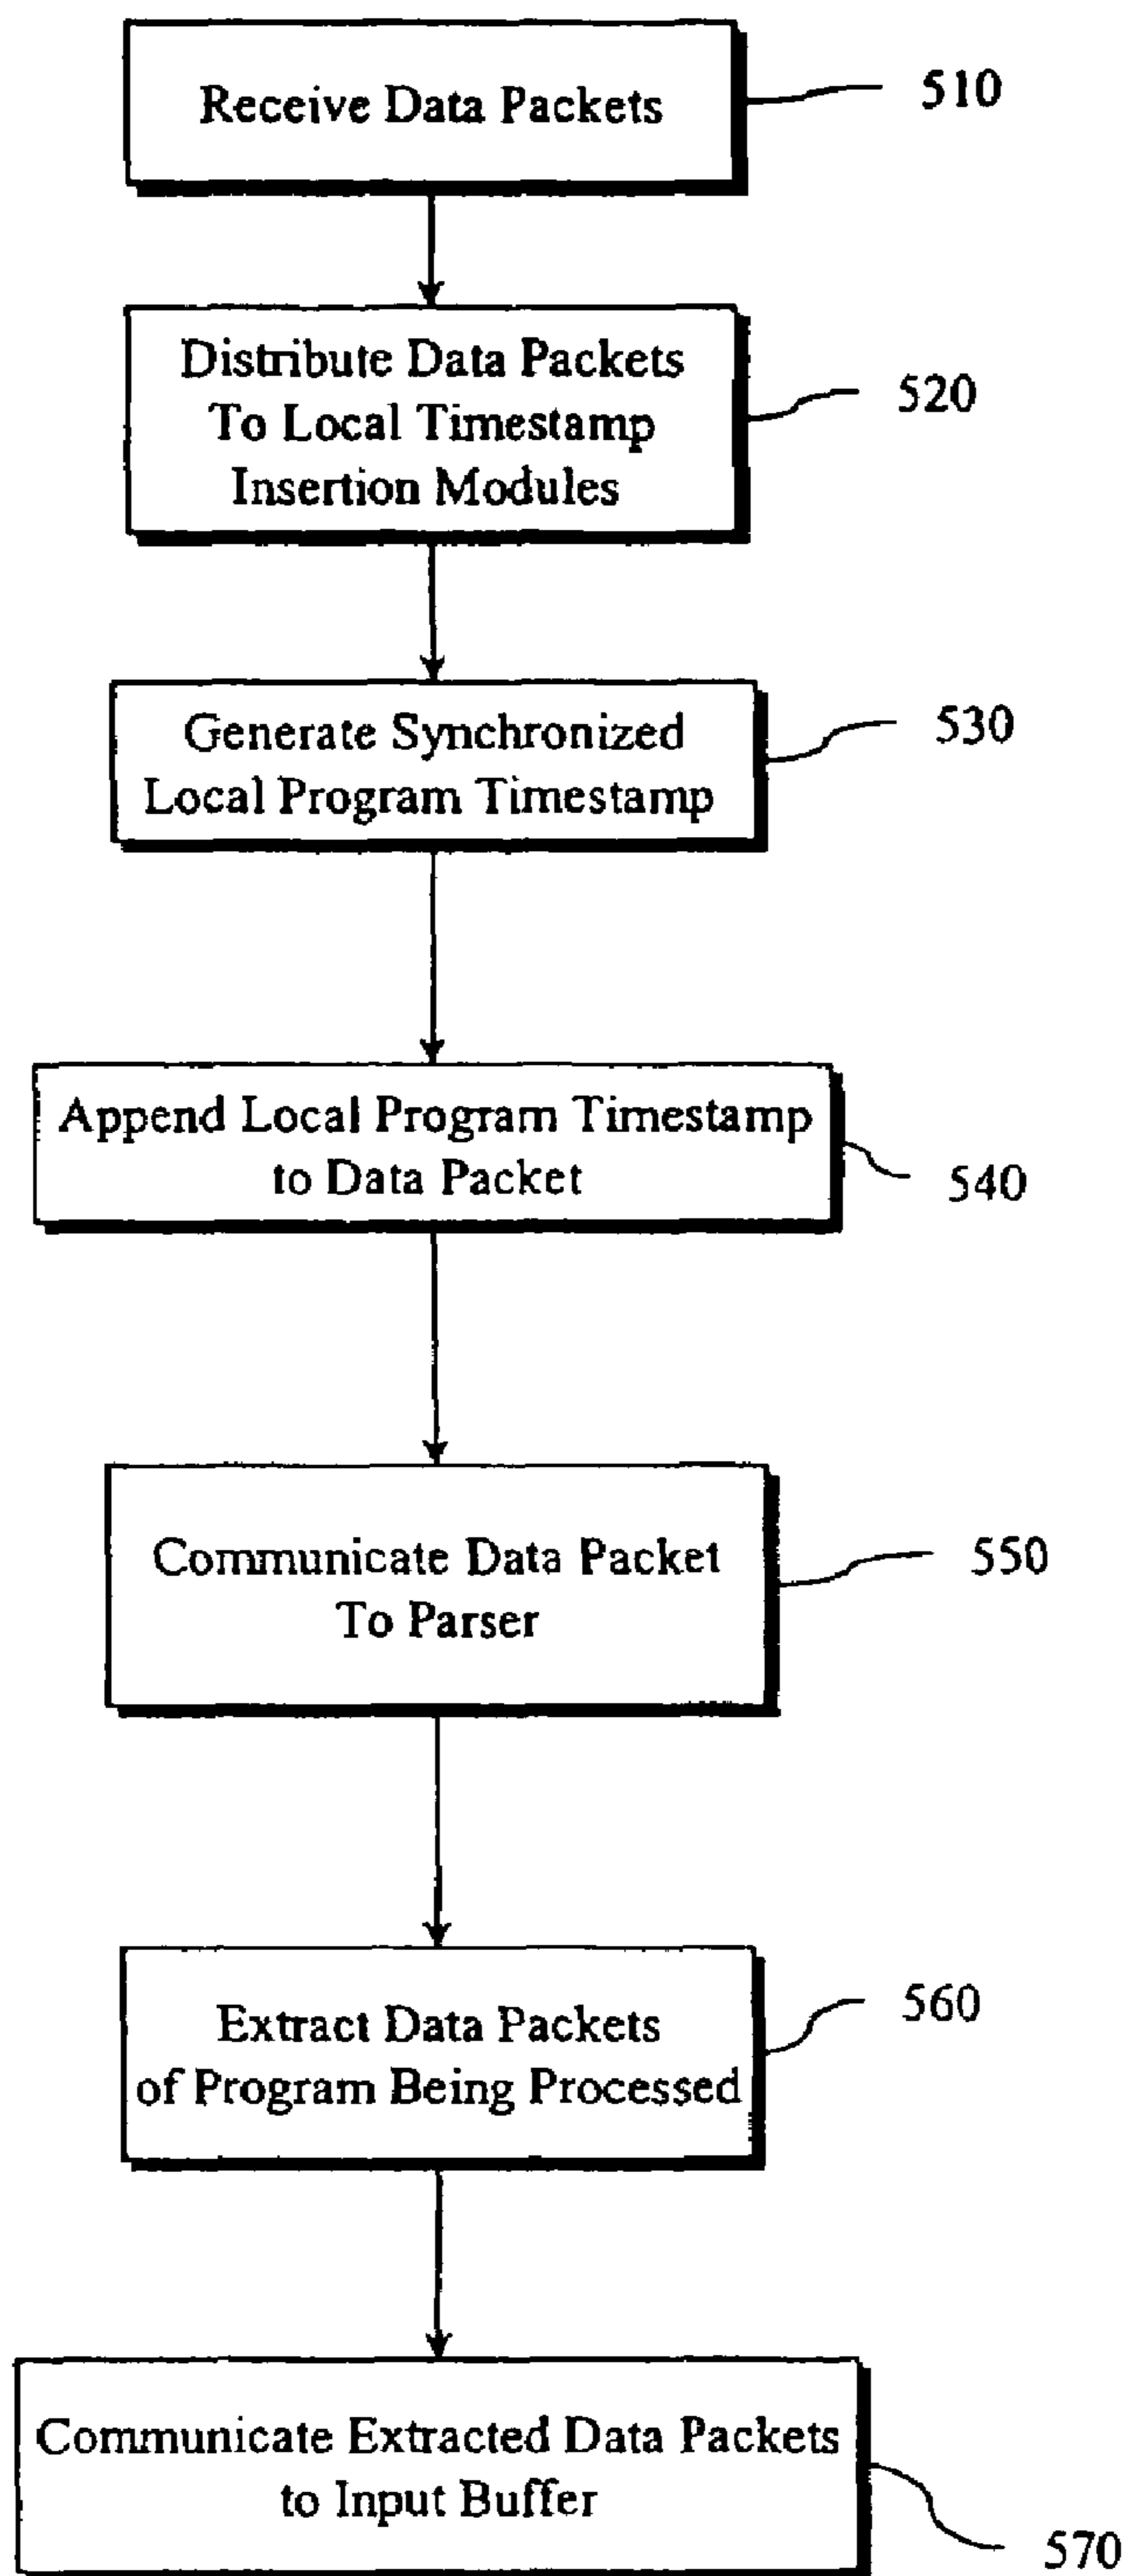 Receive Data Packets
510
Distribute Data Packets
To Local Timestamp
Insertion Modules
520
Generate Synchronized
Local Program Timestamp
530
Append Local Program Timestamp
to Data Packet
540
Communicate Data Packet
To Parser
550
Extract Data Packets
of Program Being Processed
560
Communicate Extracted Data Packets
to Input Buffer
570